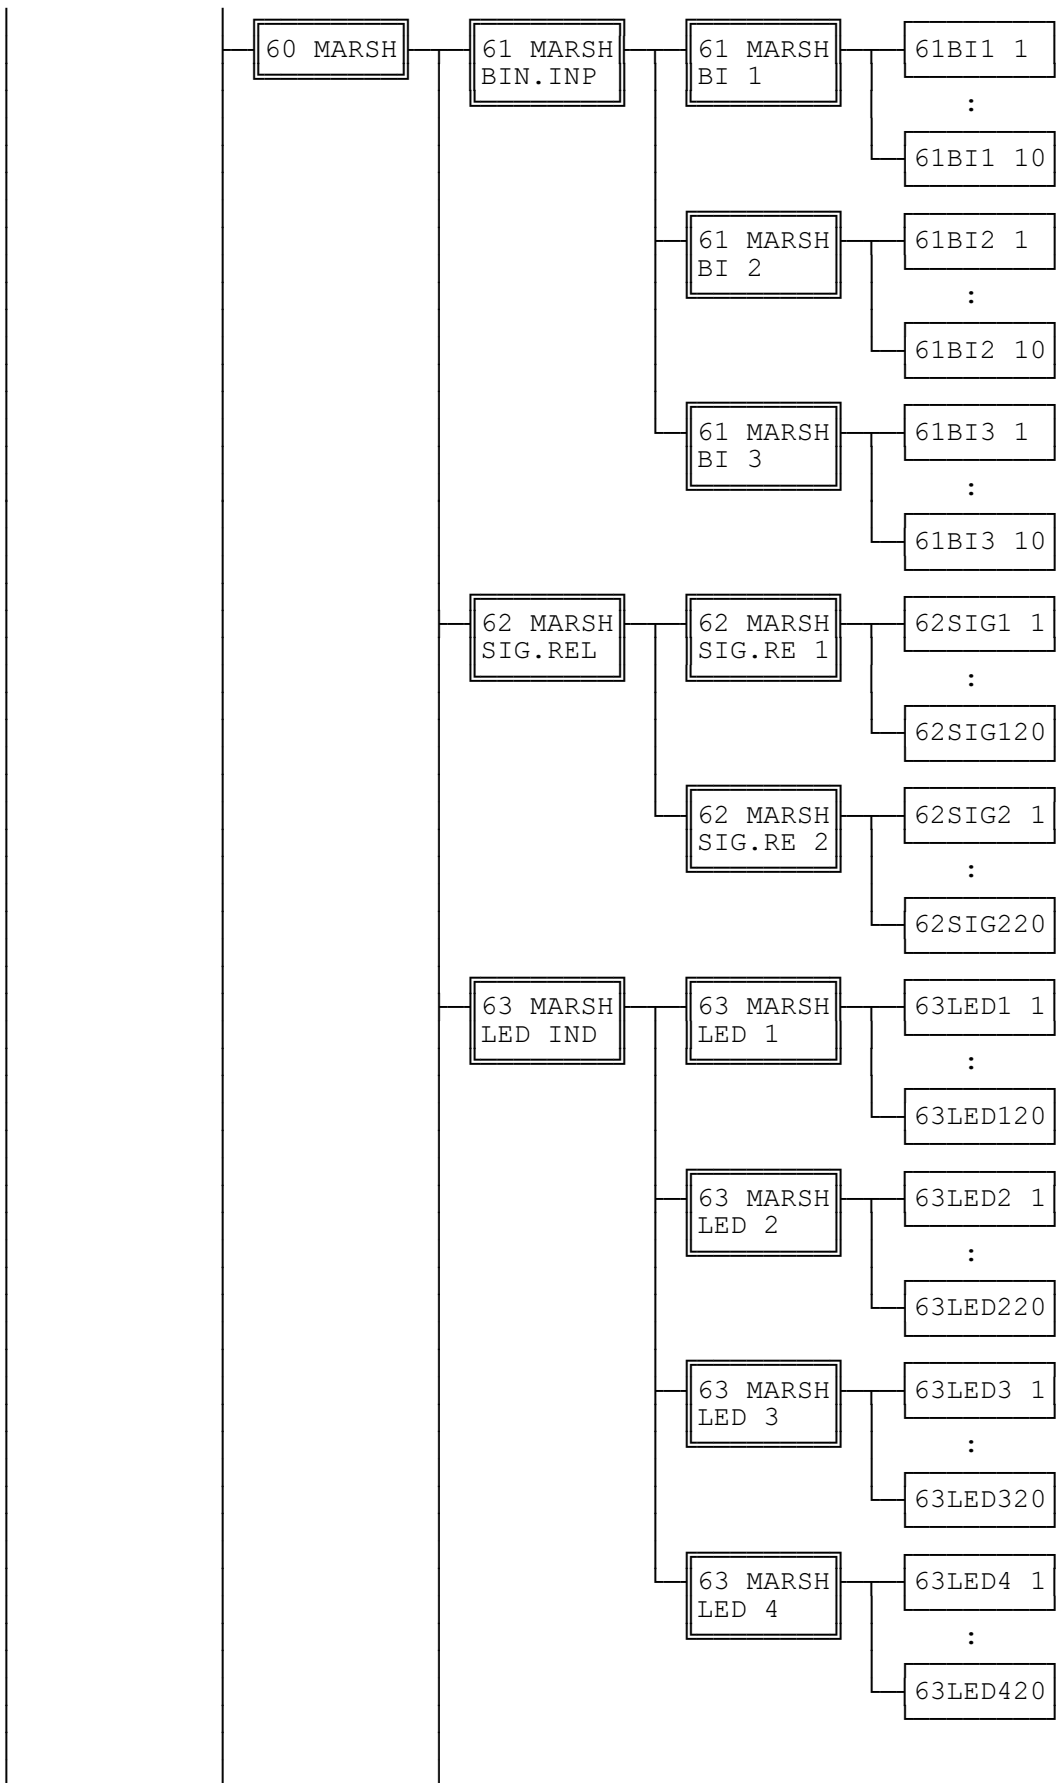 60 MARSH
61 MARSH
BIN.INP
61 MARSH
BI 1
61BI1 1
:
61BI1 10
61 MARSH
BI 2
61BI2 1
:
61BI2 10
61 MARSH
BI 3
61BI3 1
:
61BI3 10
62 MARSH
SIG.REL
62 MARSH
SIG.RE 1
62SIG1 1
:
62SIG120
62 MARSH
SIG.RE 2
62SIG2 1
:
62SIG220
63 MARSH
LED IND
63 MARSH
LED 1
63LED1 1
:
63LED120
63 MARSH
LED 2
63LED2 1
:
63LED220
63 MARSH
LED 3
63LED3 1
:
63LED320
63 MARSH
LED 4
63LED4 1
:
63LED420